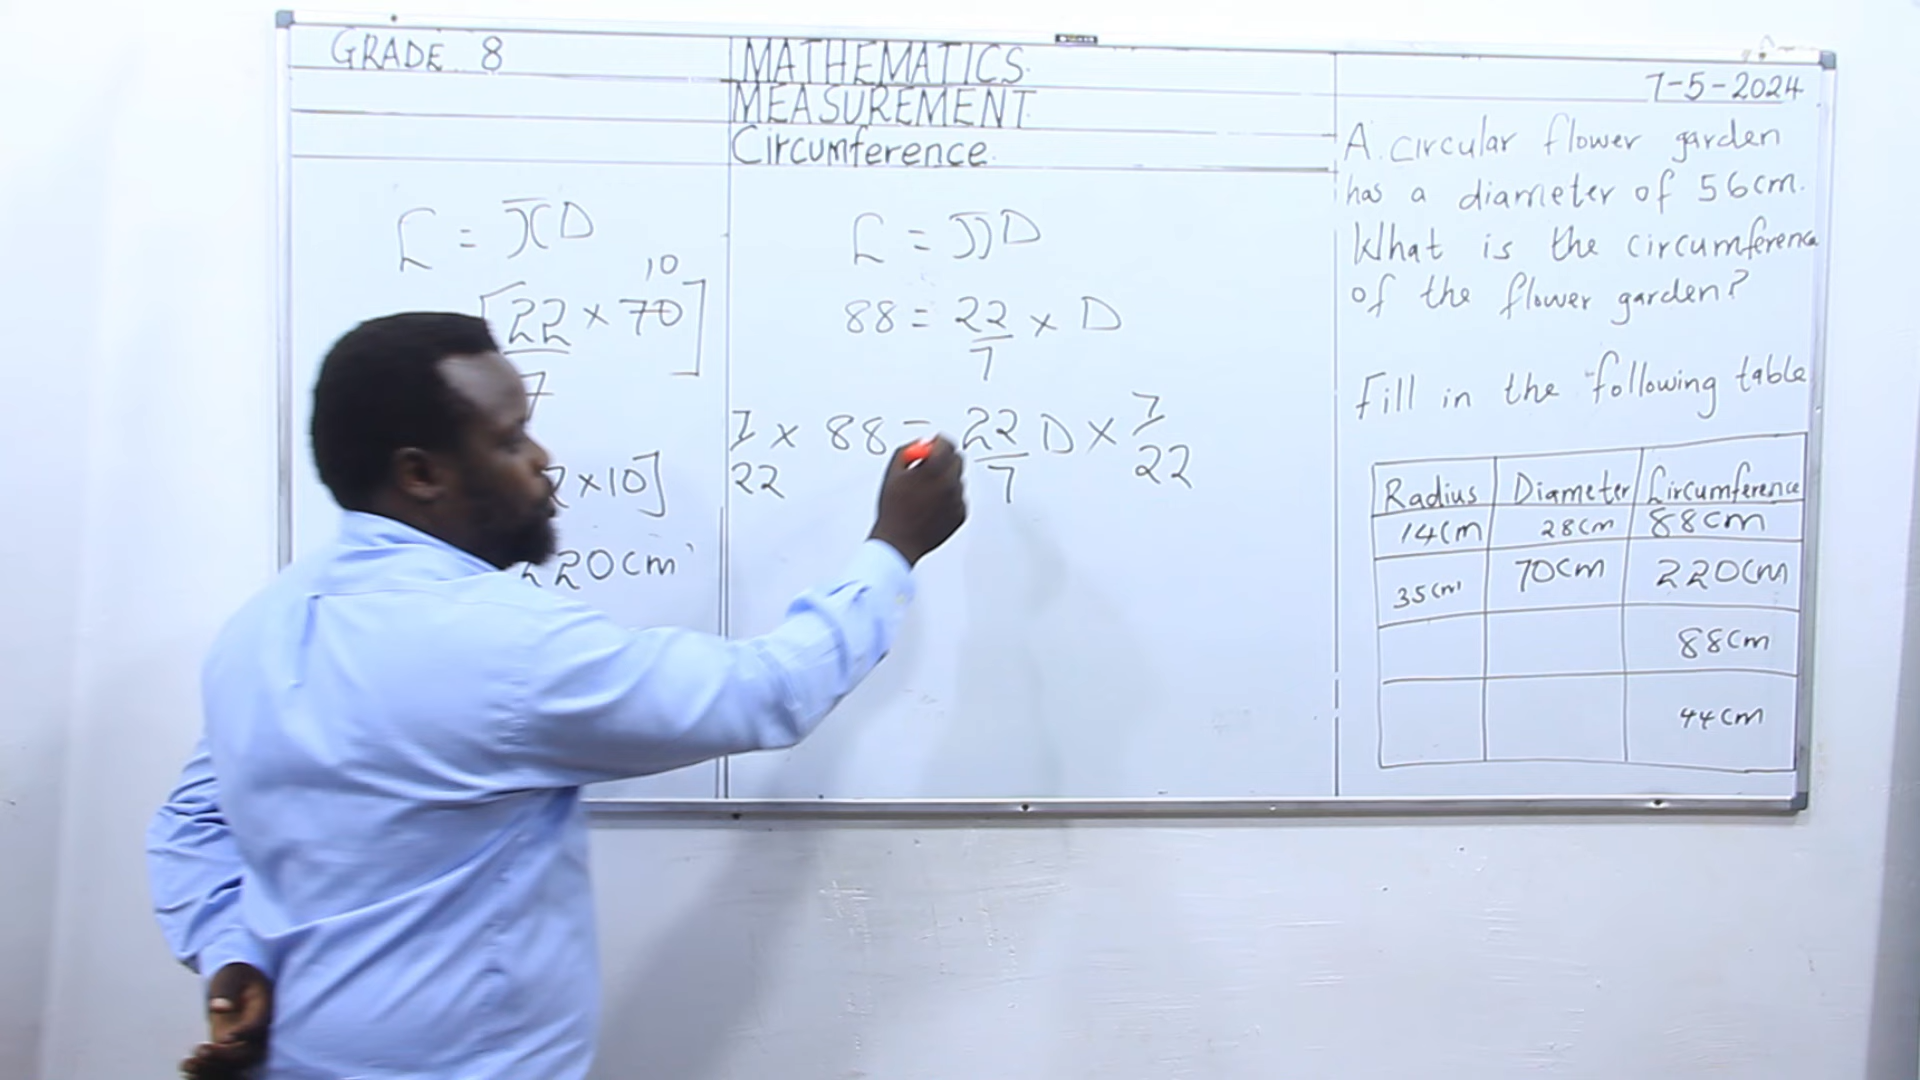 GRADE 8
MATHEMATICS
MEASUREMENT
Circumference.
7-5-2024
C = πD
10
22 × 70
7
×10]
220cm
C = πD
88 = 22 × D
7
7 × 88 = 22 D × 7
22 7 22
A circular flower garden
has a diameter of 56cm.
What is the circumference
of the flower garden?
Fill in the following table
Radius Diameter Circumference
14cm 28cm 88cm
35cm 70cm 220cm
88cm
44cm